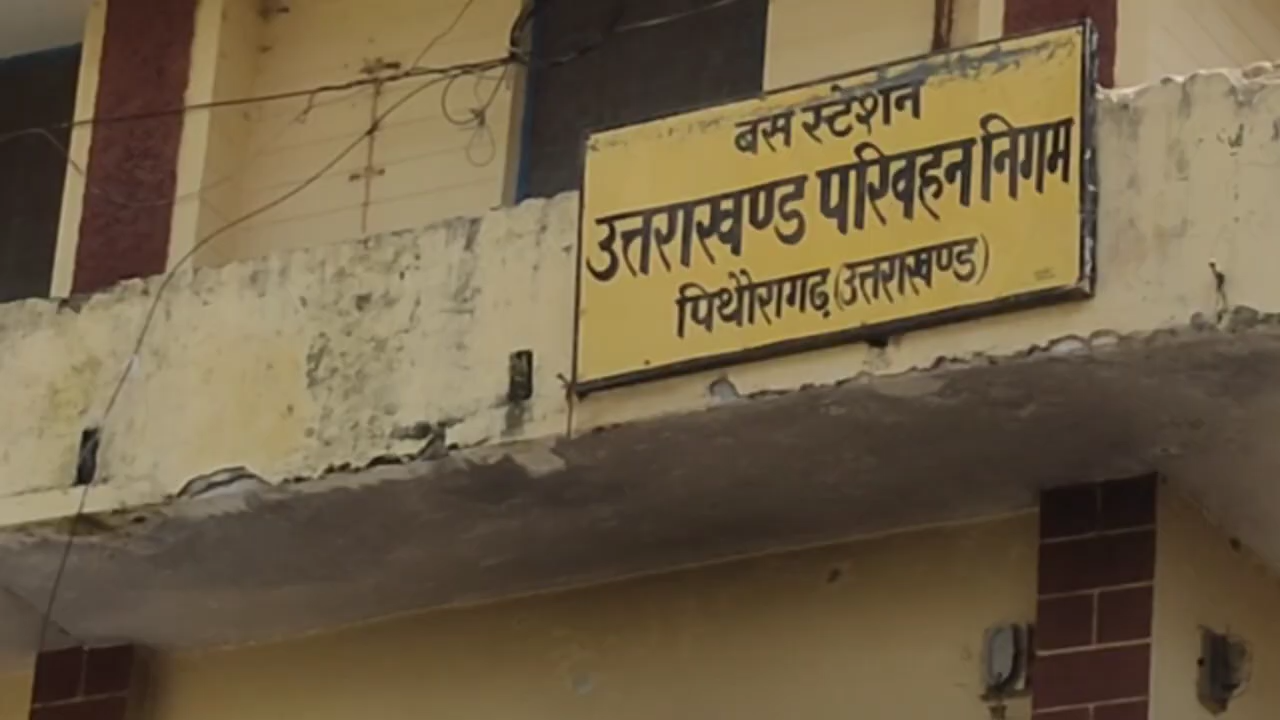 बस स्टेशन
उत्तराखण्ड परिवहन निगम
पिथौरागढ़ (उत्तराखण्ड)